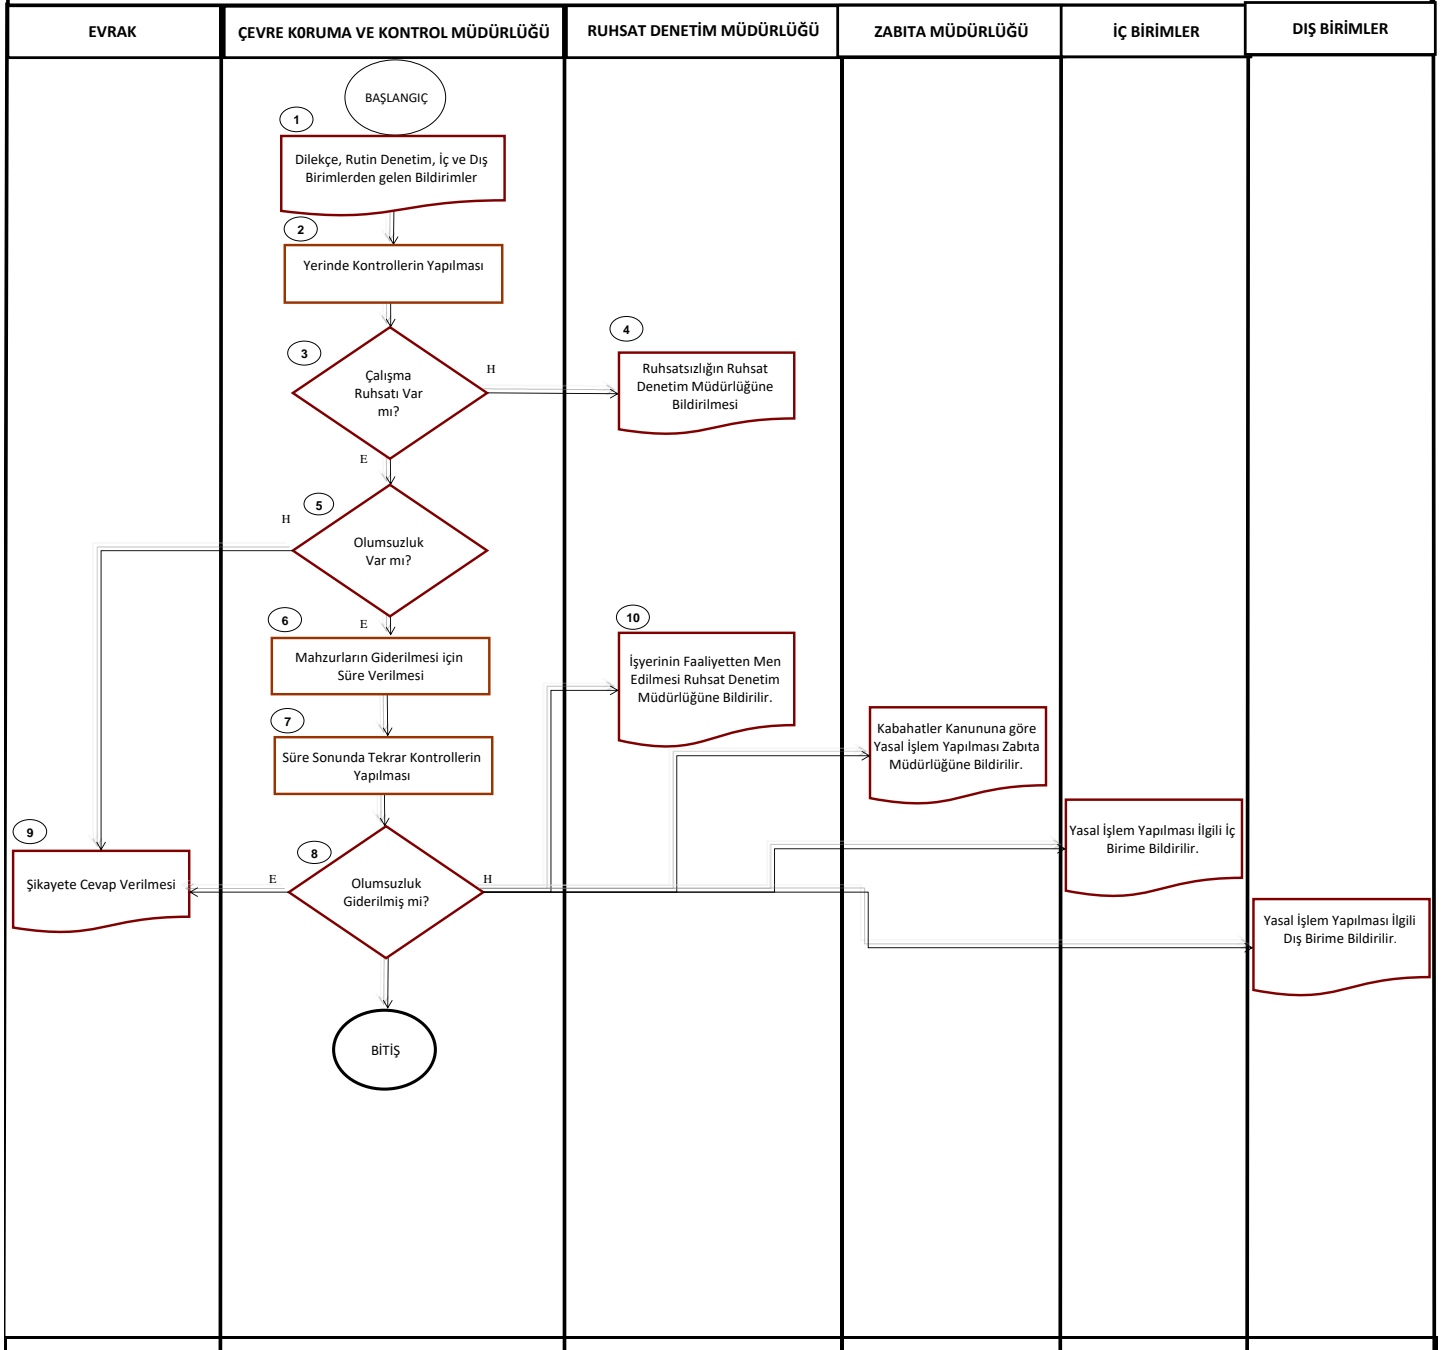 EVRAK
ÇEVRE K0RUMA VE KONTROL MÜDÜRLÜĞÜ
RUHSAT DENETİM MÜDÜRLÜĞÜ
ZABITA MÜDÜRLÜĞÜ
İÇ BİRİMLER
DIŞ BİRİMLER
BAŞLANGIÇ
1
Dilekçe, Rutin Denetim, İç ve Dış
Birimlerden gelen Bildirimler
2
Yerinde Kontrollerin Yapılması
3
Çalışma
Ruhsatı Var
mı?
H
4
Ruhsatsızlığın Ruhsat
Denetim Müdürlüğüne
Bildirilmesi
E
5
H
Olumsuzluk
Var mı?
E
6
Mahzurların Giderilmesi için
Süre Verilmesi
10
İşyerinin Faaliyetten Men
Edilmesi Ruhsat Denetim
Müdürlüğüne Bildirilir.
7
Süre Sonunda Tekrar Kontrollerin
Yapılması
Kabahatler Kanununa göre
Yasal İşlem Yapılması Zabıta
Müdürlüğüne Bildirilir.
Yasal İşlem Yapılması İlgili İç
Birime Bildirilir.
9
Şikayete Cevap Verilmesi
8
E
Olumsuzluk
Giderilmiş mi?
H
Yasal İşlem Yapılması İlgili
Dış Birime Bildirilir.
BİTİŞ